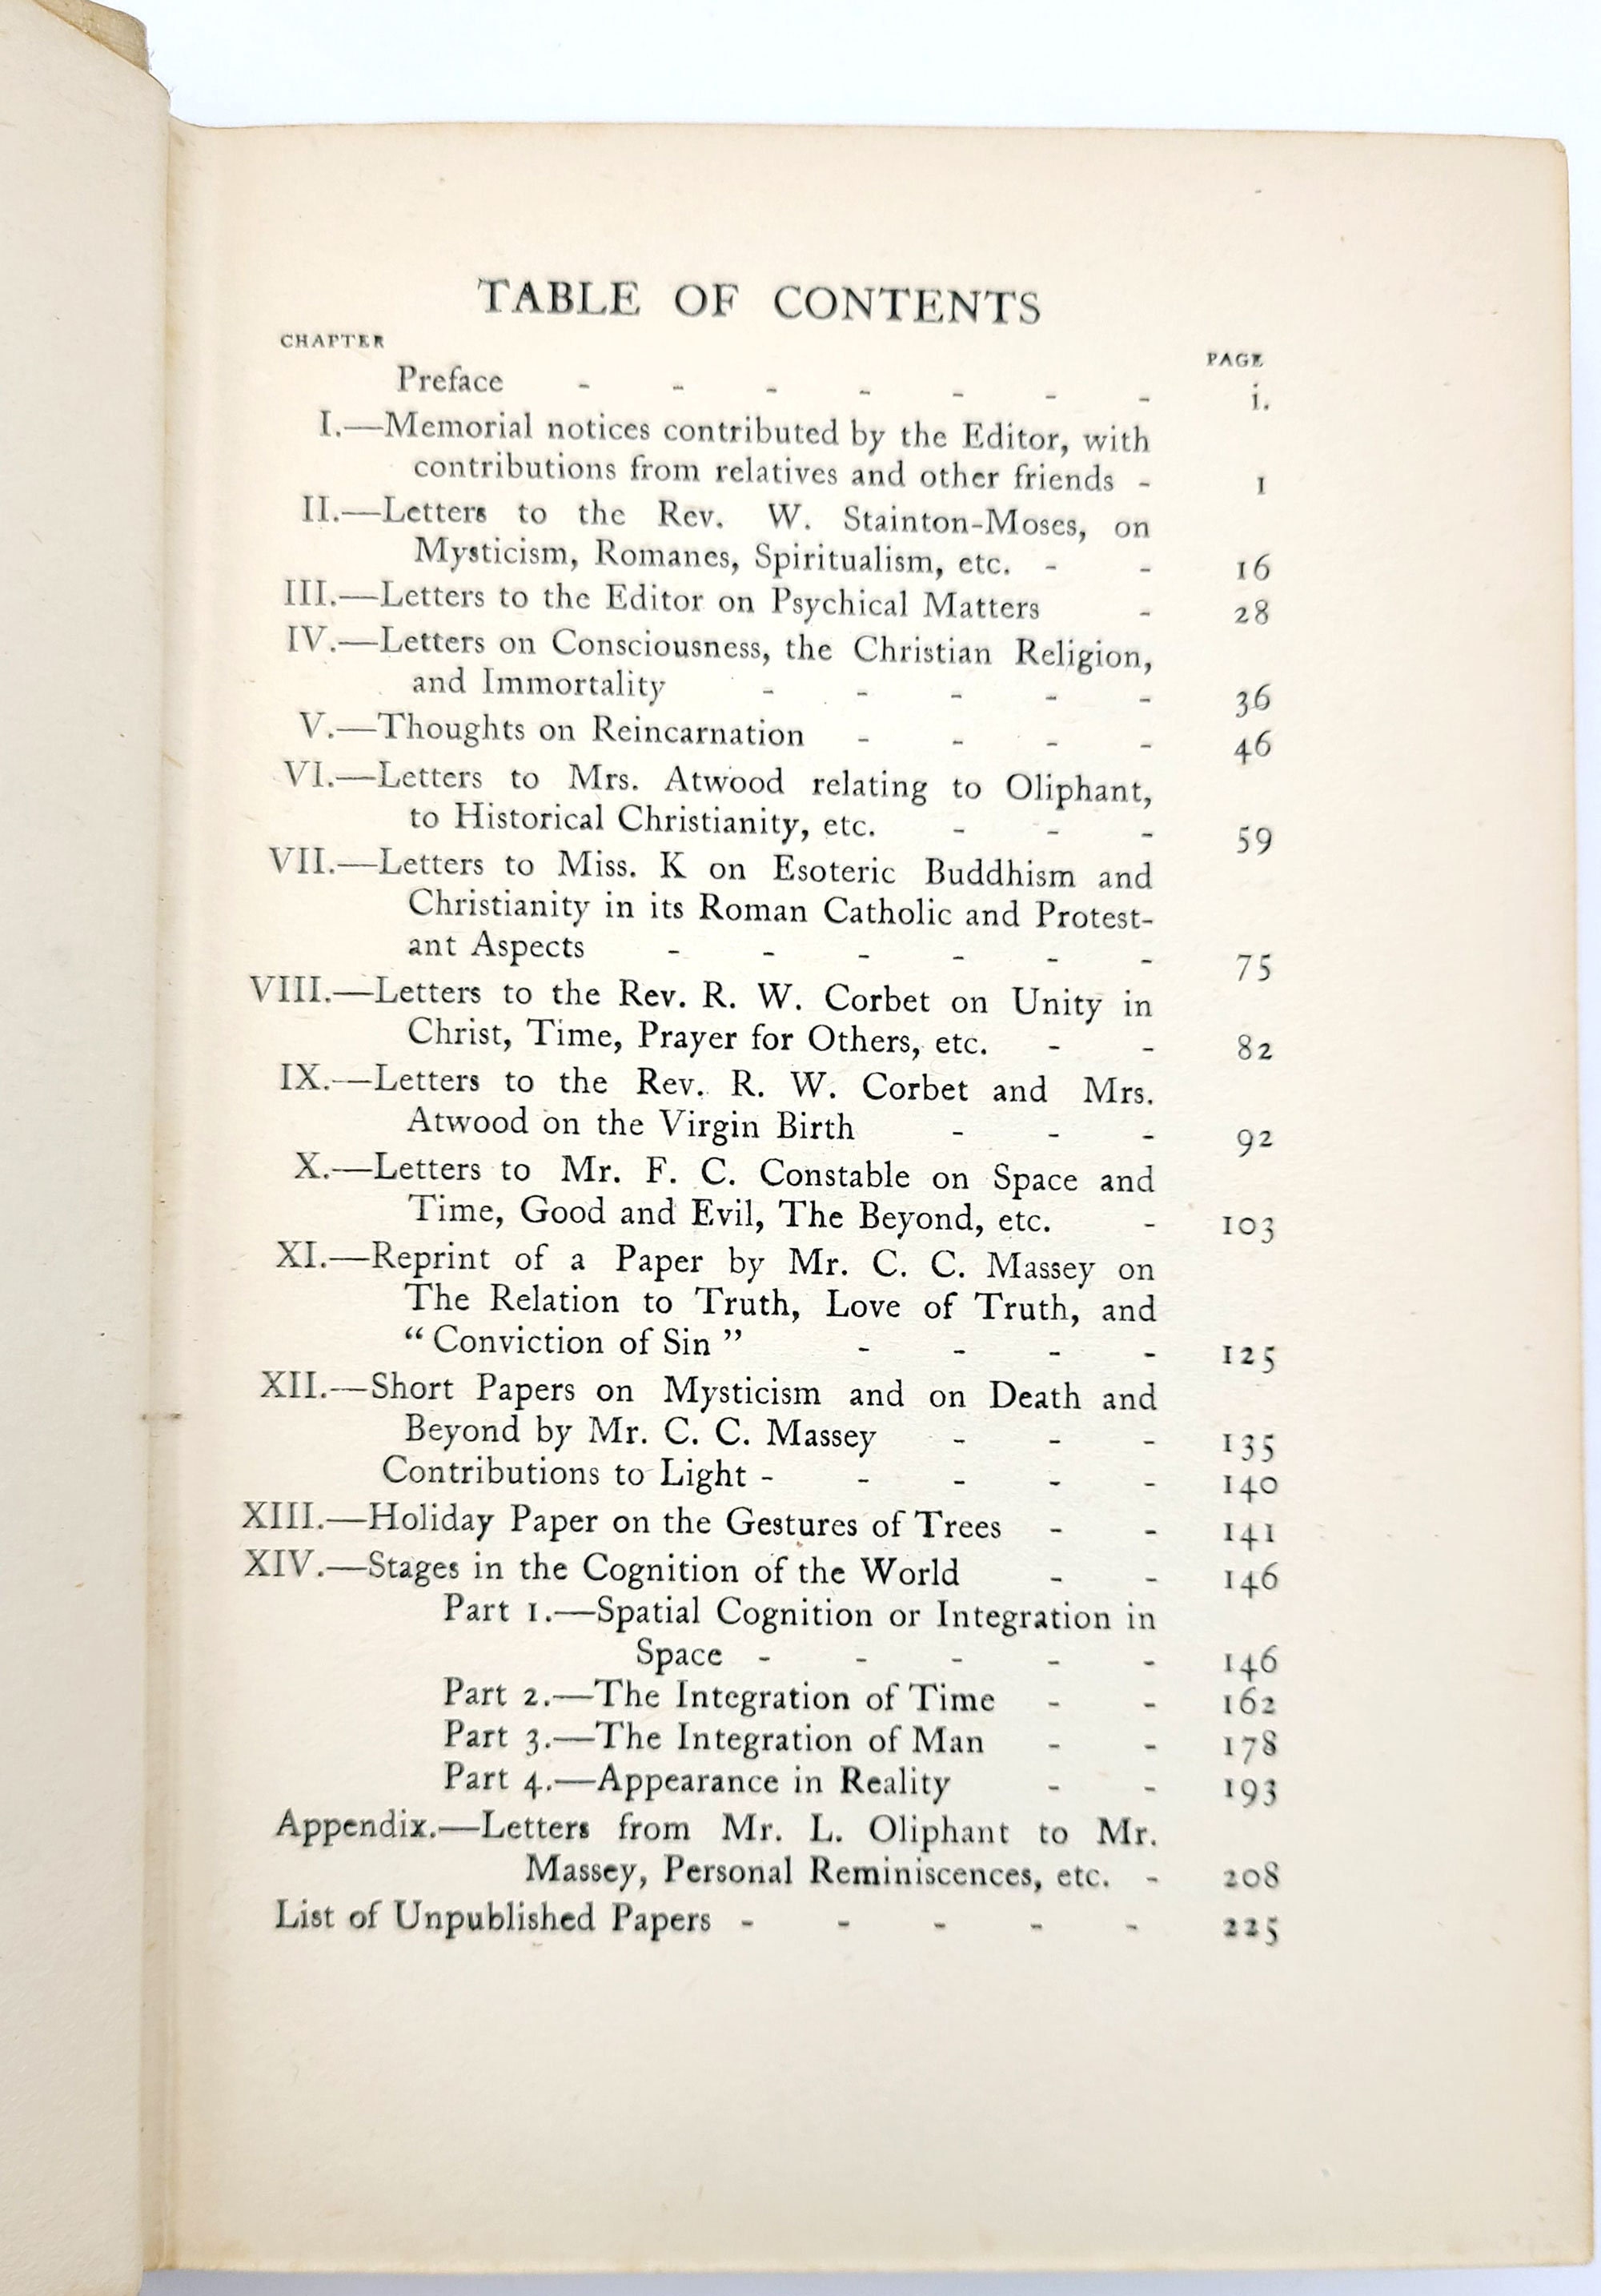 TABLE OF CONTENTS
CHAPTER
PAGE
Preface - - - - - - - i.
I.—Memorial notices contributed by the Editor, with
contributions from relatives and other friends - 1
II.—Letters to the Rev. W. Stainton-Moses, on
Mysticism, Romanes, Spiritualism, etc. - - 16
III.—Letters to the Editor on Psychical Matters - 28
IV.—Letters on Consciousness, the Christian Religion,
and Immortality - - - - - 36
V.—Thoughts on Reincarnation - - - - 46
VI.—Letters to Mrs. Atwood relating to Oliphant,
to Historical Christianity, etc. - - - 59
VII.—Letters to Miss. K on Esoteric Buddhism and
Christianity in its Roman Catholic and Protest-
ant Aspects - - - - - - 75
VIII.—Letters to the Rev. R. W. Corbet on Unity in
Christ, Time, Prayer for Others, etc. - - 82
IX.—Letters to the Rev. R. W. Corbet and Mrs.
Atwood on the Virgin Birth - - - 92
X.—Letters to Mr. F. C. Constable on Space and
Time, Good and Evil, The Beyond, etc. - 103
XI.—Reprint of a Paper by Mr. C. C. Massey on
The Relation to Truth, Love of Truth, and
“Conviction of Sin” - - - - 125
XII.—Short Papers on Mysticism and on Death and
Beyond by Mr. C. C. Massey - - - 135
Contributions to Light - - - - - 140
XIII.—Holiday Paper on the Gestures of Trees - - 141
XIV.—Stages in the Cognition of the World - - 146
Part 1.—Spatial Cognition or Integration in
Space - - - - - 146
Part 2.—The Integration of Time - - 162
Part 3.—The Integration of Man - - 178
Part 4.—Appearance in Reality - - 193
Appendix.—Letters from Mr. L. Oliphant to Mr.
Massey, Personal Reminiscences, etc. - 208
List of Unpublished Papers - - - - - 225